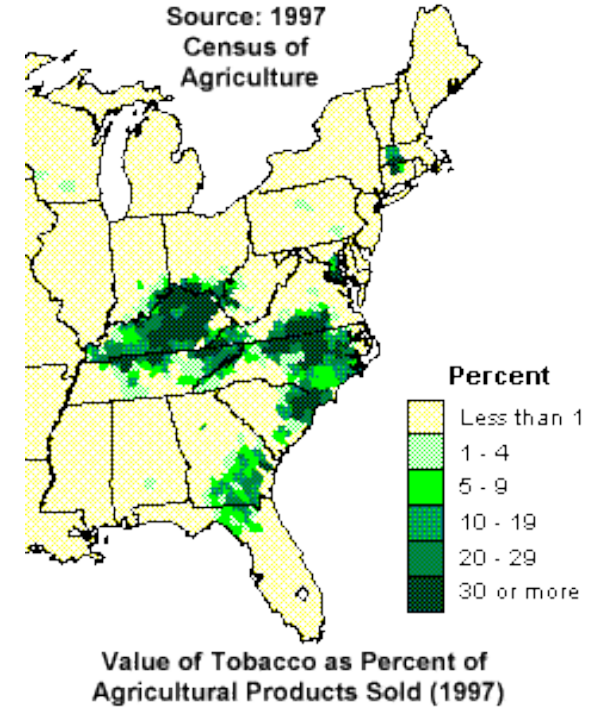 Source: 1997
Census of
Agriculture
Percent
Less than 1
1 - 4
5 - 9
10 - 19
20 - 29
30 or more
Value of Tobacco as Percent of
Agricultural Products Sold (1997)